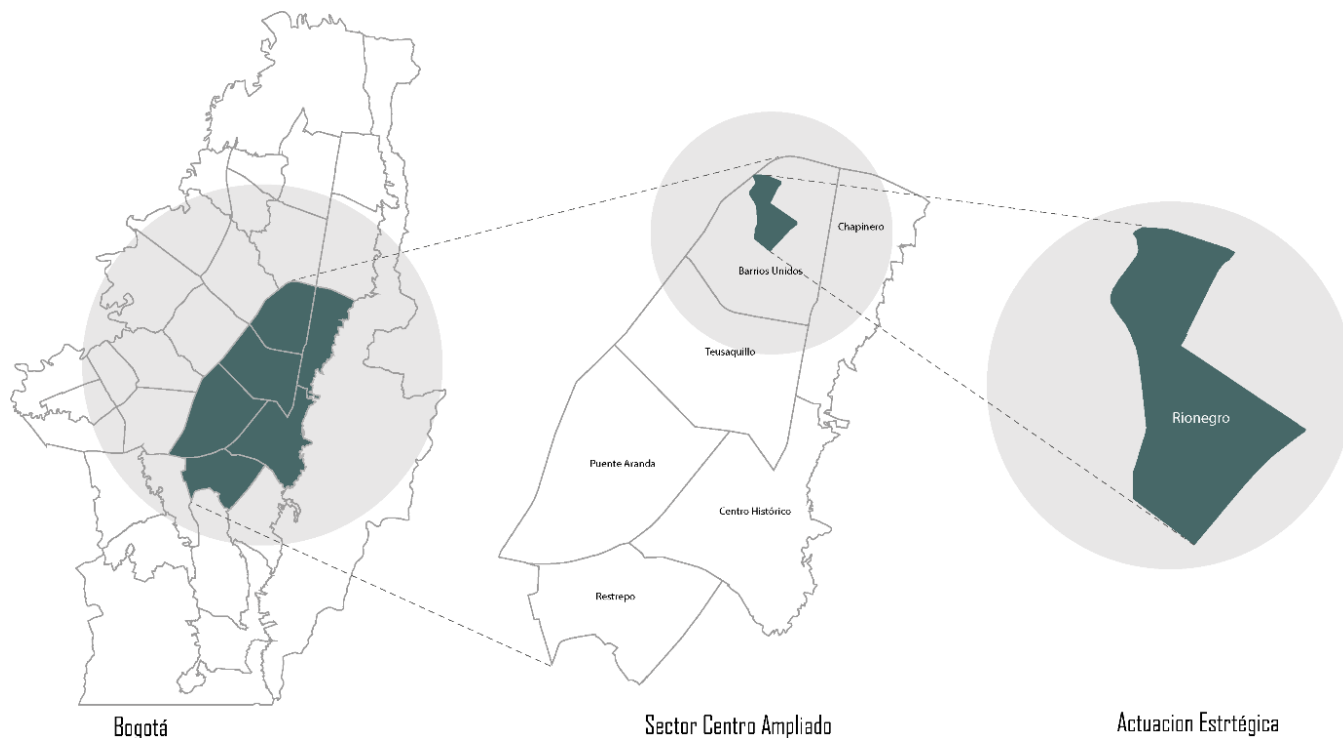 Chapinero
Barrios Unidos
Teusaquillo
Rionegro
Puente Aranda
Centro Histórico
Restrepo
Bogotá
Sector Centro Ampliado
Actuacion Estrtégica